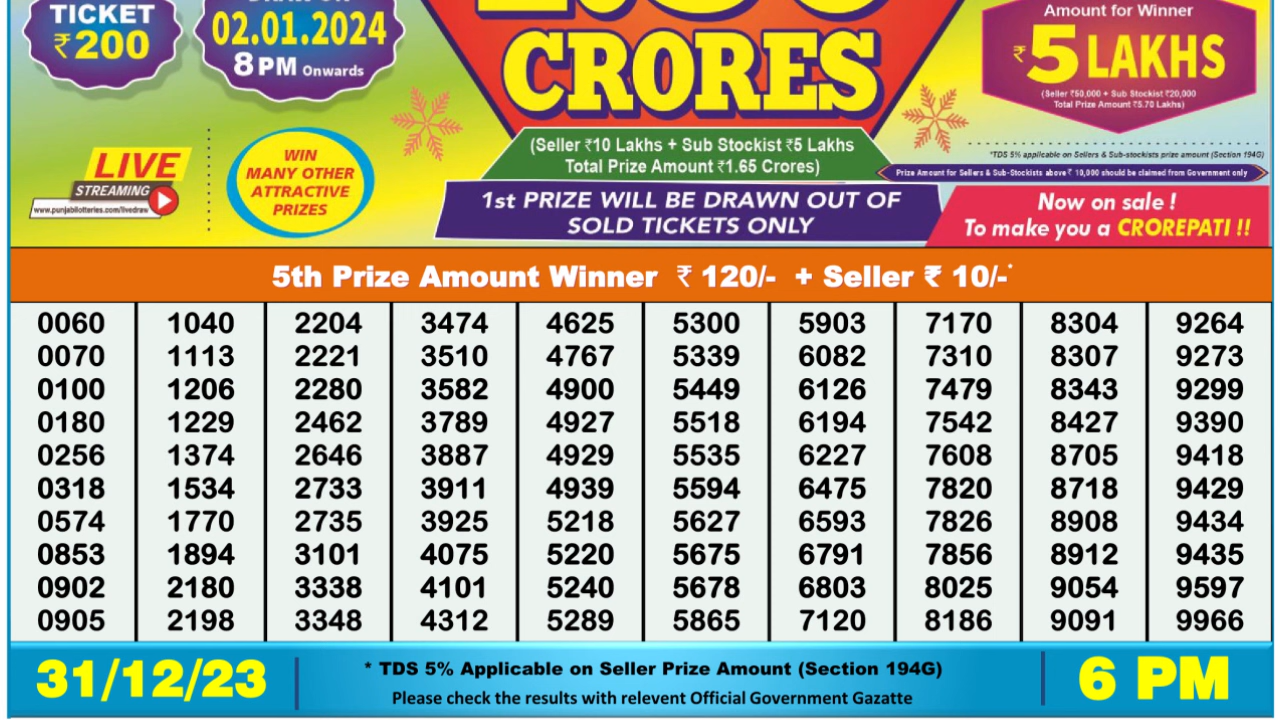 TICKET
₹200
02.01.2024
8PM Onwards
CRORES
(Seller ₹10 Lakhs + Sub Stockist ₹5 Lakhs
Total Prize Amount ₹1.65 Crores)
Amount for Winner
₹5 LAKHS
(Seller ₹50,000 + Sub Stockist ₹20,000
Total Prize Amount ₹5.70 Lakhs)
*TDS 5% applicable on Sellers & Sub-stockists prize amount (Section 194G)
Prize Amount for Sellers & Sub-Stockists above ₹ 10,000 should be claimed from Government only
LIVE
STREAMING
www.punjabilotteries.com/livedraw
WIN
MANY OTHER
ATTRACTIVE
PRIZES
1st PRIZE WILL BE DRAWN OUT OF
SOLD TICKETS ONLY
Now on sale !
To make you a CROREPATI !!
5th Prize Amount Winner ₹ 120/- + Seller ₹ 10/-*
0060 1040 2204 3474 4625 5300 5903 7170 8304 9264
0070 1113 2221 3510 4767 5339 6082 7310 8307 9273
0100 1206 2280 3582 4900 5449 6126 7479 8343 9299
0180 1229 2462 3789 4927 5518 6194 7542 8427 9390
0256 1374 2646 3887 4929 5535 6227 7608 8705 9418
0318 1534 2733 3911 4939 5594 6475 7820 8718 9429
0574 1770 2735 3925 5218 5627 6593 7826 8908 9434
0853 1894 3101 4075 5220 5675 6791 7856 8912 9435
0902 2180 3338 4101 5240 5678 6803 8025 9054 9597
0905 2198 3348 4312 5289 5865 7120 8186 9091 9966
31/12/23
* TDS 5% Applicable on Seller Prize Amount (Section 194G)
Please check the results with relevent Official Government Gazatte
6 PM